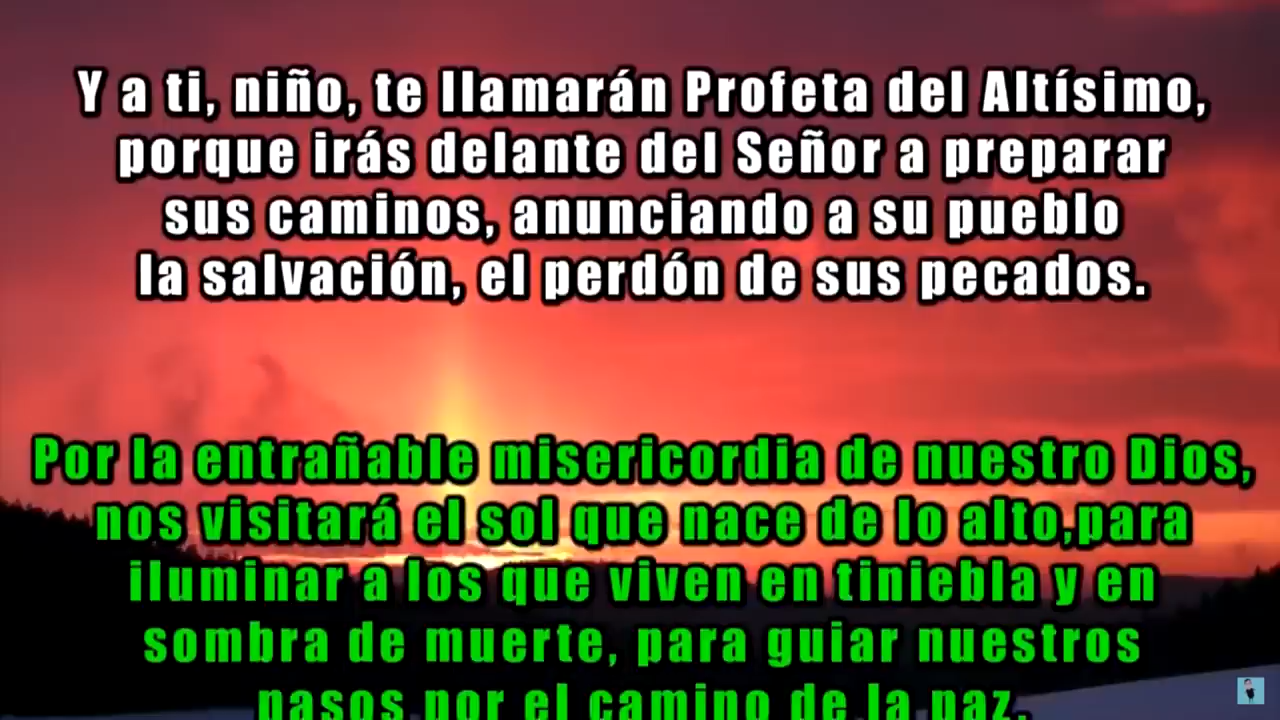 Y a ti, niño, te llamarán Profeta del Altísimo,
porque irás delante del Señor a preparar
sus caminos, anunciando a su pueblo
la salvación, el perdón de sus pecados.
Por la entrañable misericordia de nuestro Dios,
nos visitará el sol que nace de lo alto,para
iluminar a los que viven en tiniebla y en
sombra de muerte, para guiar nuestros
pasos por el camino de la paz.